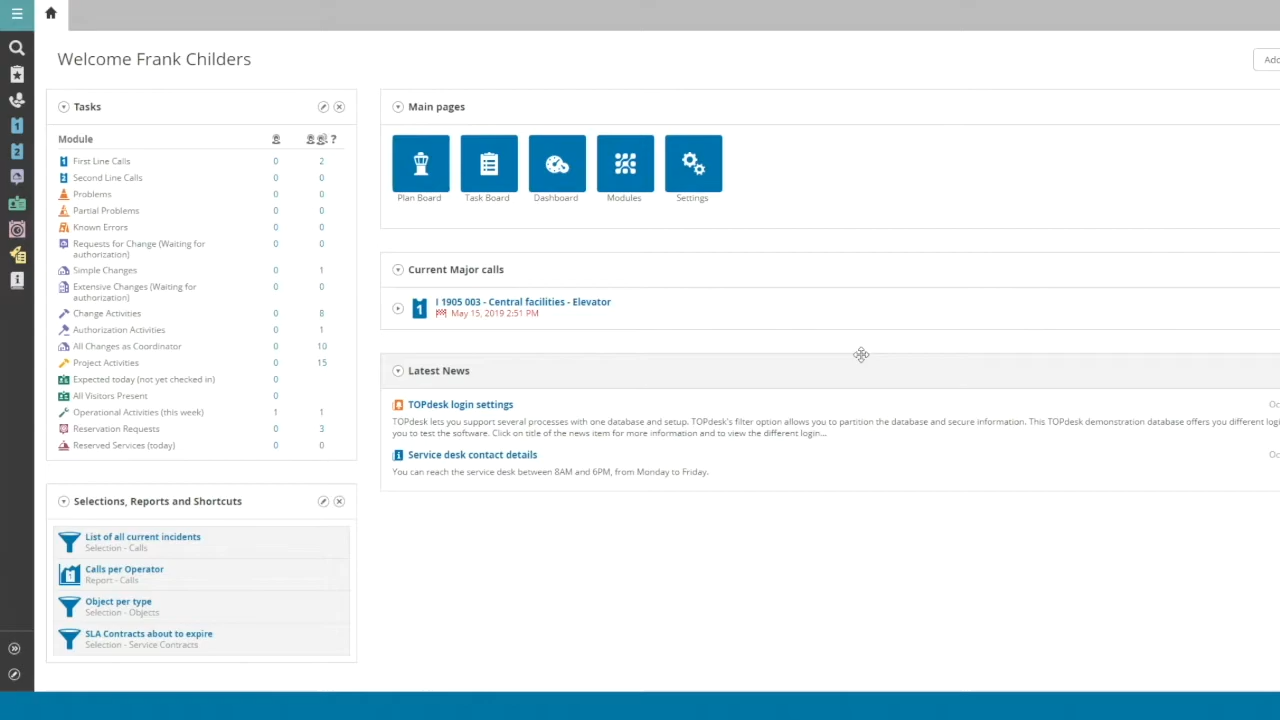 Welcome Frank Childers
Add
Tasks
Module ?
First Line Calls 0 2
Second Line Calls 0 0
Problems 0 0
Partial Problems 0 0
Known Errors 0 0
Requests for Change (Waiting for 0 0
authorization)
Simple Changes 0 1
Extensive Changes (Waiting for 0 0
authorization)
Change Activities 0 8
Authorization Activities 0 1
All Changes as Coordinator 0 10
Project Activities 0 15
Expected today (not yet checked in) 0
All Visitors Present 0
Operational Activities (this week) 1 1
Reservation Requests 0 3
Reserved Services (today) 0 0
Selections, Reports and Shortcuts
List of all current incidents
Selection - Calls
Calls per Operator
Report - Calls
Object per type
Selection - Objects
SLA Contracts about to expire
Selection - Service Contracts
Main pages
Plan Board
Task Board
Dashboard
Modules
Settings
Current Major calls
1 I 1905 003 - Central facilities - Elevator
May 15, 2019 2:51 PM
Latest News
TOPdesk login settings Oc
TOPdesk lets you support several processes with one database and setup. TOPdesk's filter option allows you to partition the database and secure information. This TOPdesk demonstration database offers you different logi
you to test the software. Click on title of the news item for more information and to view the different login...
Service desk contact details Oc
You can reach the service desk between 8AM and 6PM, from Monday to Friday.